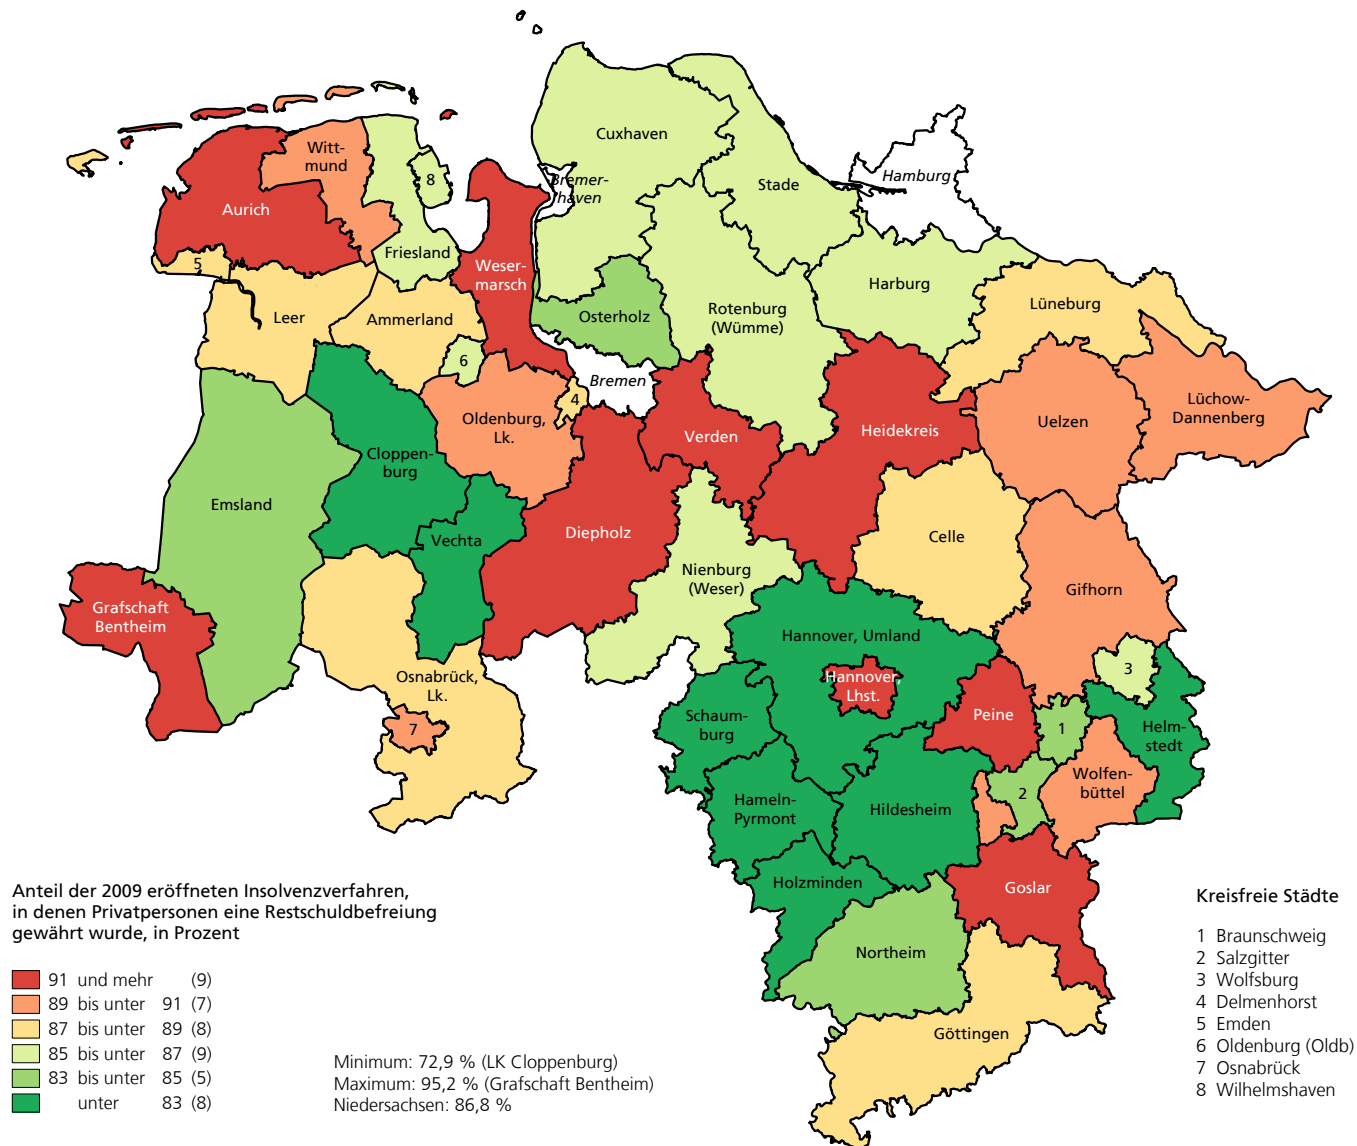 Cuxhaven
Witt-
mund
Bremer-
haven
Hamburg
8
Stade
Aurich
Friesland
5
Weser-
marsch
Harburg
Lüneburg
Rotenburg
(Wümme)
Osterholz
Leer
Ammerland
6
Bremen
4
Lüchow-
Dannenberg
Oldenburg,
Lk.
Uelzen
Verden
Heidekreis
Cloppen-
burg
Emsland
Diepholz
Vechta
Celle
Nienburg
(Weser)
Gifhorn
Grafschaft
Bentheim
Hannover, Umland
3
Osnabrück,
Lk.
Hannover,
Lhst.
Schaum-
burg
Peine
7
1
Helm-
stedt
Wolfen-
büttel
2
Hameln-
Pyrmont
Hildesheim
Holzminden
Goslar
Northeim
Göttingen
Anteil der 2009 eröffneten Insolvenzverfahren,
in denen Privatpersonen eine Restschuldbefreiung
gewährt wurde, in Prozent
91 und mehr (9)
89 bis unter 91 (7)
87 bis unter 89 (8)
85 bis unter 87 (9)
83 bis unter 85 (5)
unter 83 (8)
Minimum: 72,9 % (LK Cloppenburg)
Maximum: 95,2 % (Grafschaft Bentheim)
Niedersachsen: 86,8 %
Kreisfreie Städte
1 Braunschweig
2 Salzgitter
3 Wolfsburg
4 Delmenhorst
5 Emden
6 Oldenburg (Oldb)
7 Osnabrück
8 Wilhelmshaven